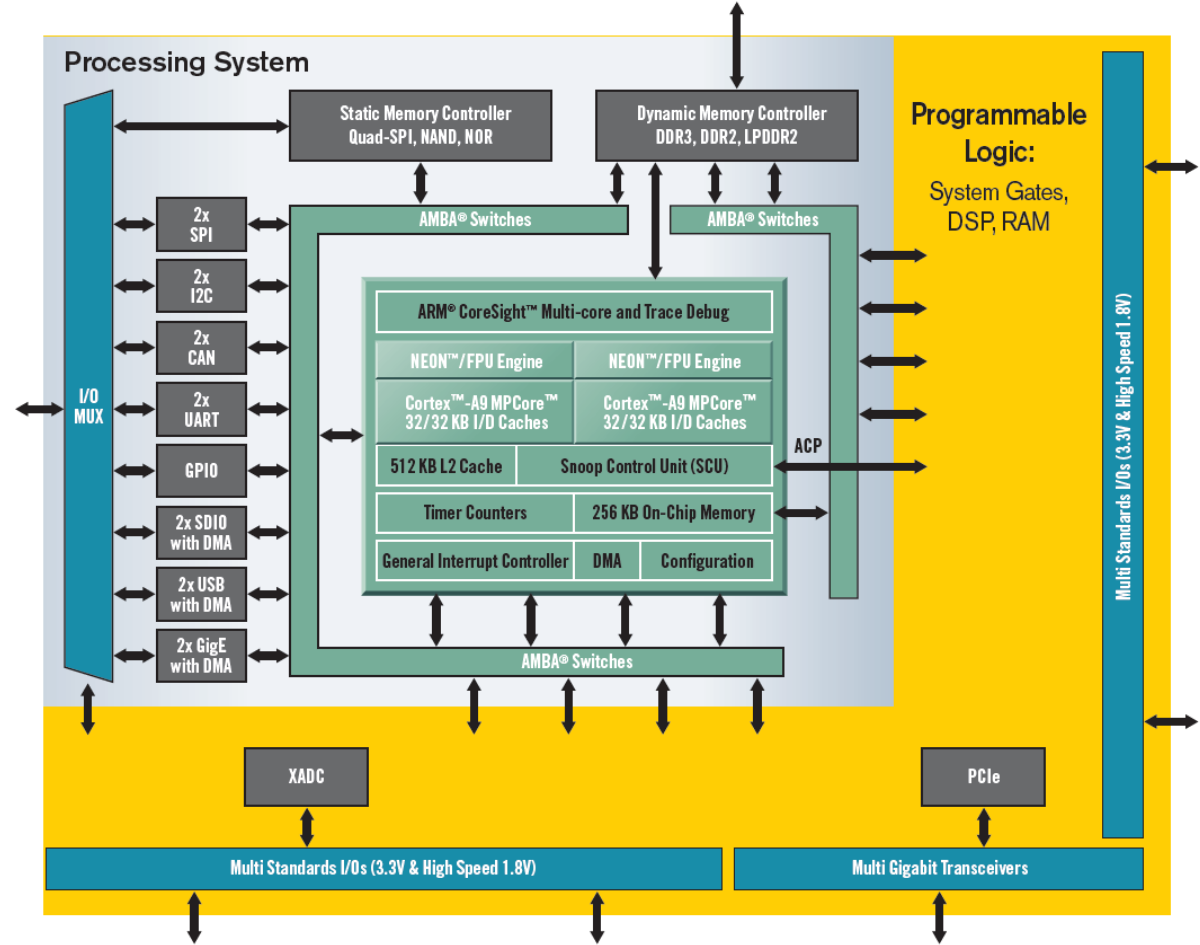 Processing System
Static Memory Controller
Quad-SPI, NAND, NOR
Dynamic Memory Controller
DDR3, DDR2, LPDDR2
Programmable
Logic:
System Gates,
DSP, RAM
AMBA® Switches
AMBA® Switches
2x
SPI
2x
I2C
2x
CAN
2x
UART
GPIO
2x SDIO
with DMA
2x USB
with DMA
2x GigE
with DMA
I/O
MUX
ARM® CoreSight™ Multi-core and Trace Debug
NEON™/FPU Engine
NEON™/FPU Engine
Cortex™-A9 MPCore™
32/32 KB I/D Caches
Cortex™-A9 MPCore™
32/32 KB I/D Caches
512 KB L2 Cache
Snoop Control Unit (SCU)
ACP
Timer Counters
256 KB On-Chip Memory
General Interrupt Controller
DMA
Configuration
AMBA® Switches
Multi Standards I/Os (3.3V & High Speed 1.8V)
XADC
PCIe
Multi Standards I/Os (3.3V & High Speed 1.8V)
Multi Gigabit Transceivers